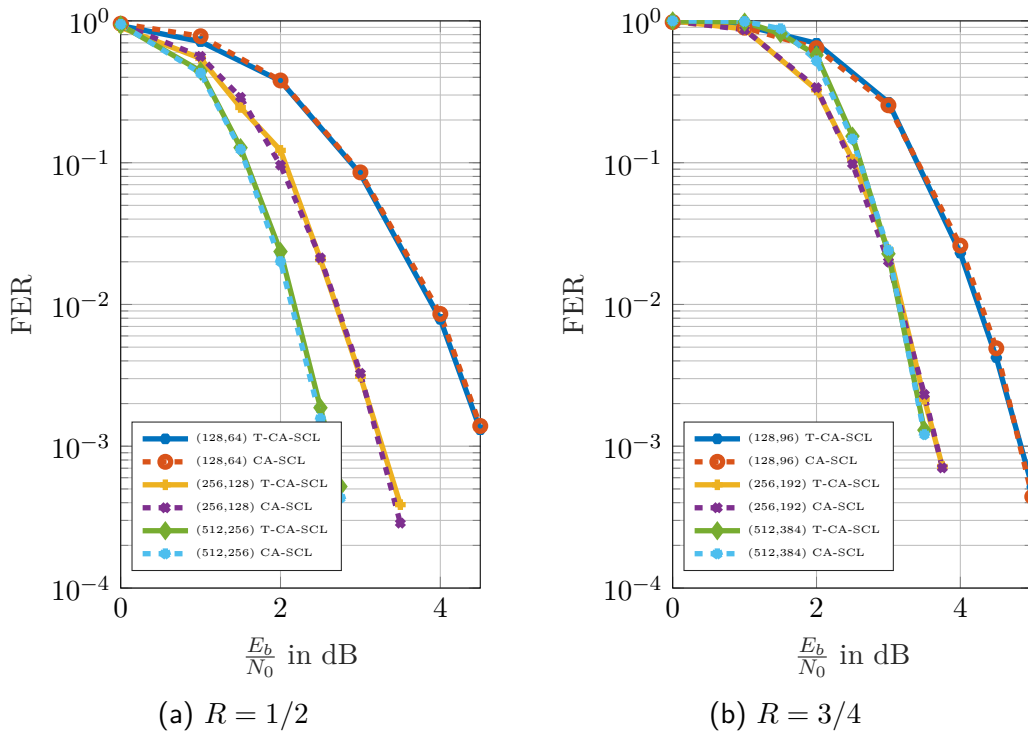 10^0
10^−1
10^−2
10^−3
10^−4
FER
(128,64) T-CA-SCL
(128,64) CA-SCL
(256,128) T-CA-SCL
(256,128) CA-SCL
(512,256) T-CA-SCL
(512,256) CA-SCL
0 2 4
E_b/N_0 in dB
(a) R = 1/2
10^0
10^−1
10^−2
10^−3
10^−4
FER
(128,96) T-CA-SCL
(128,96) CA-SCL
(256,192) T-CA-SCL
(256,192) CA-SCL
(512,384) T-CA-SCL
(512,384) CA-SCL
0 2 4
E_b/N_0 in dB
(b) R = 3/4